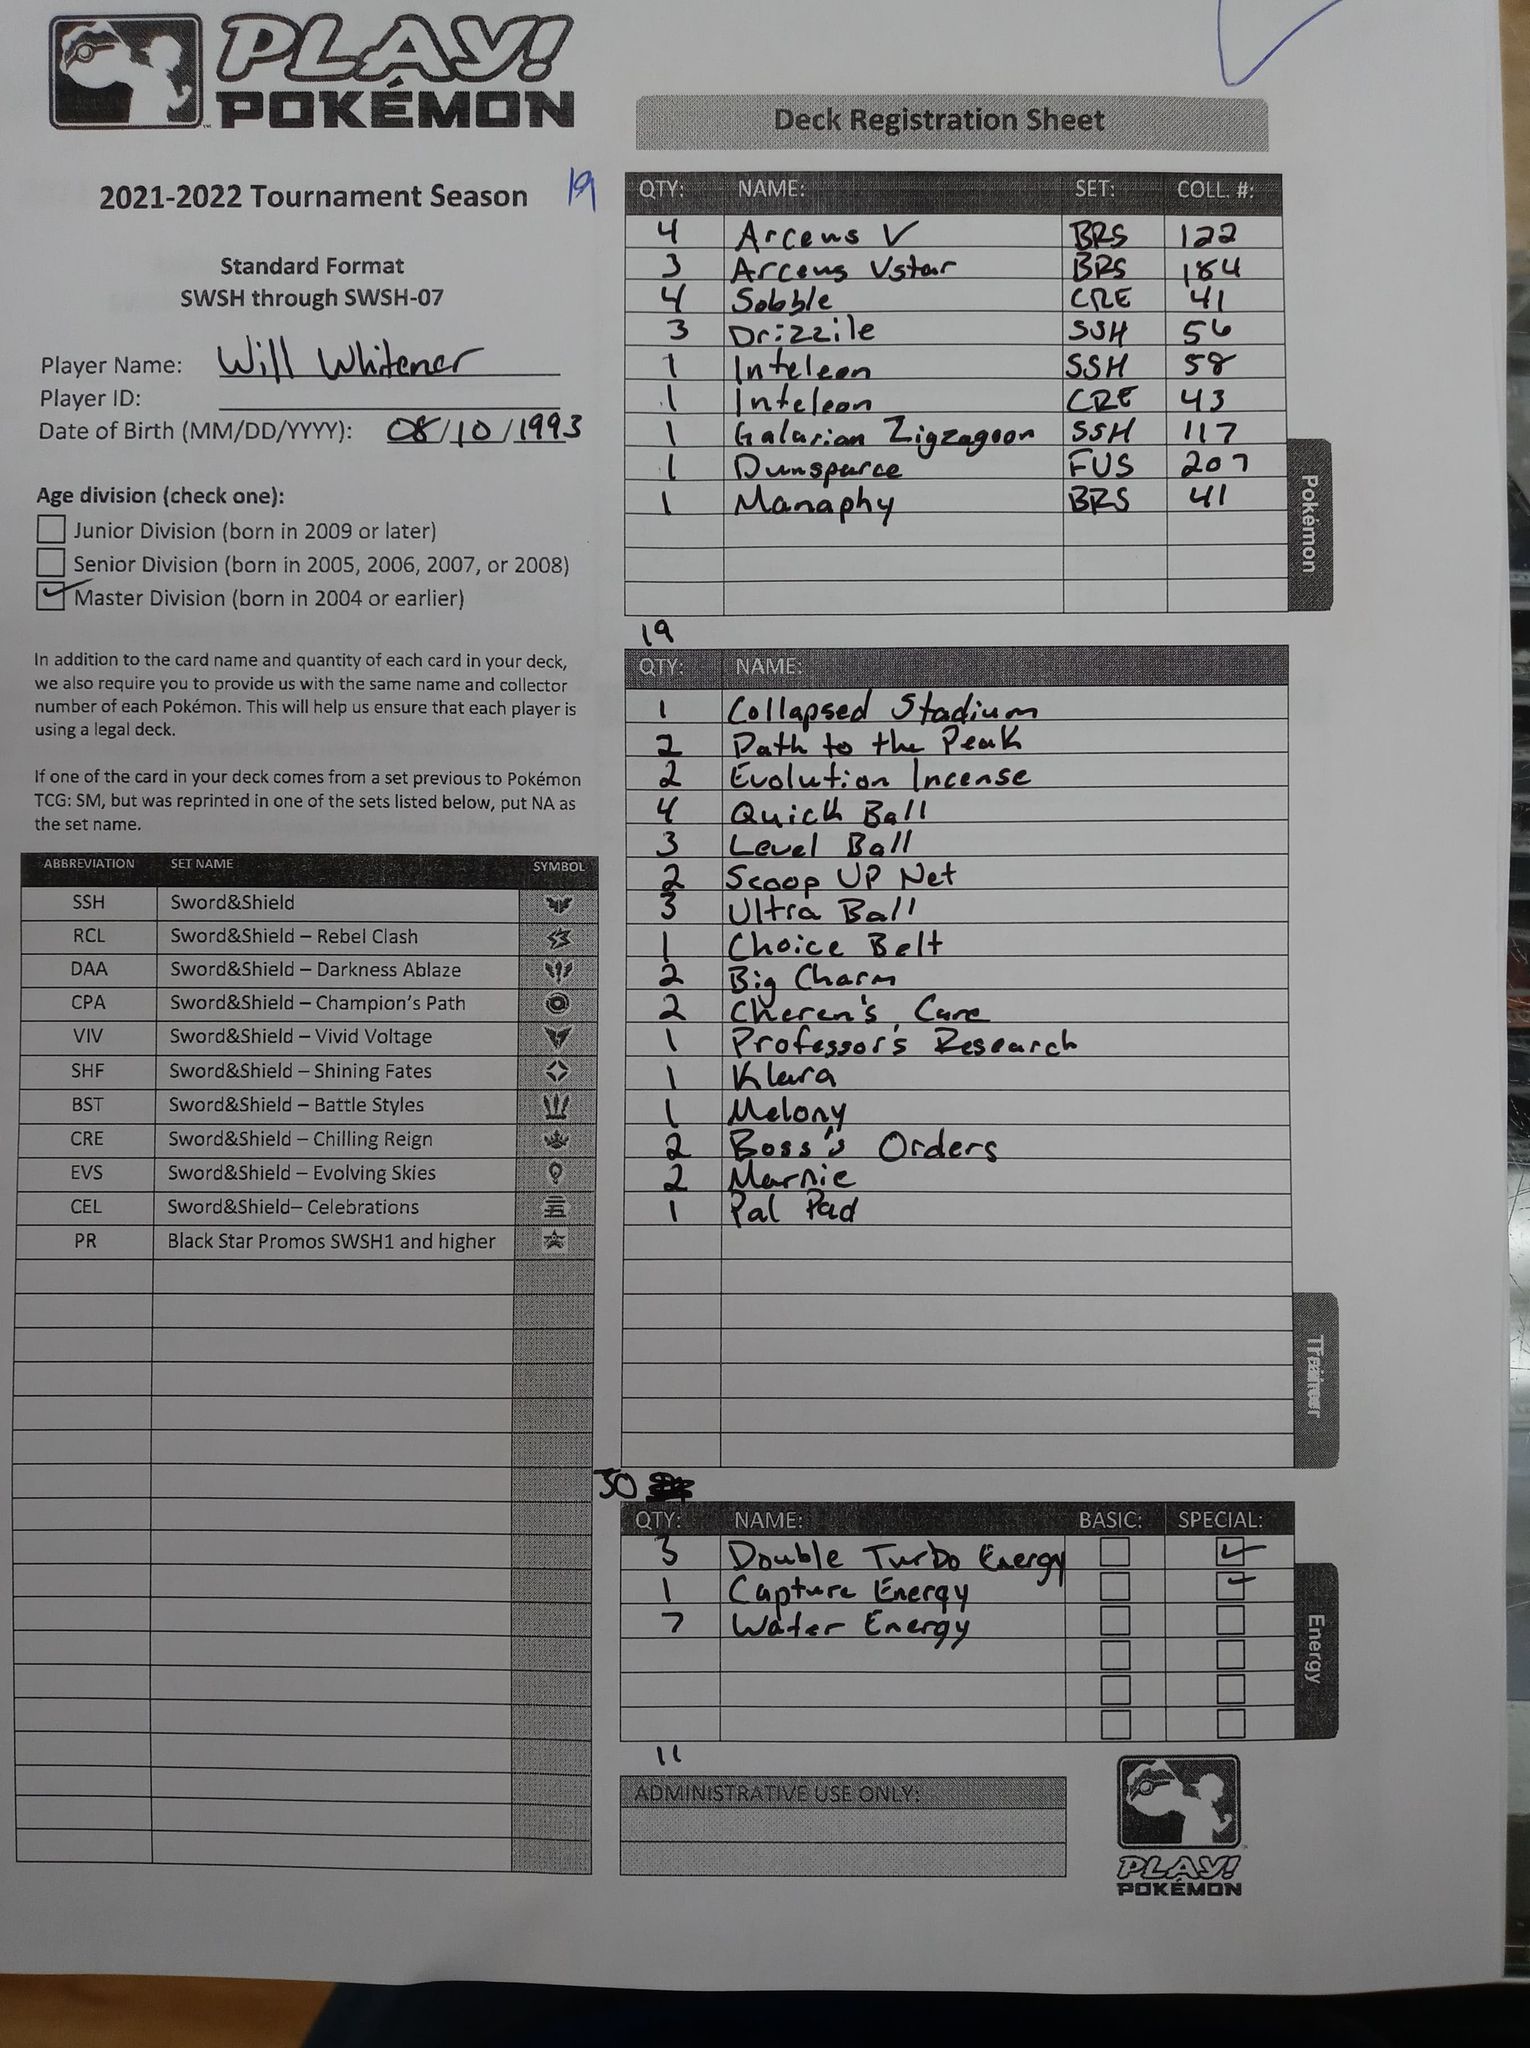 PLAY!
POKÉMON
Deck Registration Sheet
2021-2022 Tournament Season 19
Standard Format
SWSH through SWSH-07
Player Name: Will Whitener
Player ID:
Date of Birth (MM/DD/YYYY): 08/10/1993
Age division (check one):
Junior Division (born in 2009 or later)
Senior Division (born in 2005, 2006, 2007, or 2008)
Master Division (born in 2004 or earlier)
In addition to the card name and quantity of each card in your deck,
we also require you to provide us with the same name and collector
number of each Pokémon. This will help us ensure that each player is
using a legal deck.
If one of the card in your deck comes from a set previous to Pokémon
TCG: SM, but was reprinted in one of the sets listed below, put NA as
the set name.
ABBREVIATION SET NAME SYMBOL
SSH Sword&Shield
RCL Sword&Shield – Rebel Clash
DAA Sword&Shield – Darkness Ablaze
CPA Sword&Shield – Champion's Path
VIV Sword&Shield – Vivid Voltage
SHF Sword&Shield – Shining Fates
BST Sword&Shield – Battle Styles
CRE Sword&Shield – Chilling Reign
EVS Sword&Shield – Evolving Skies
CEL Sword&Shield– Celebrations
PR Black Star Promos SWSH1 and higher
QTY: NAME: SET: COLL. #:
4 Arceus V BRS 122
3 Arceus Vstar BRS 184
4 Sobble CRE 41
3 Drizzile SSH 56
1 Inteleon SSH 58
1 Inteleon CRE 43
1 Galarian Zigzagoon SSH 117
1 Dunsparce FUS 207
1 Manaphy BRS 41
Pokémon
19
QTY: NAME:
1 Collapsed Stadium
2 Path to the Peak
2 Evolution Incense
4 Quick Ball
3 Level Ball
2 Scoop UP Net
3 Ultra Ball
1 Choice Belt
2 Big Charm
2 Cheren's Care
1 Professor's Research
1 Klara
1 Melony
2 Boss's Orders
2 Marnie
1 Pal Pad
Trainer
30
QTY: NAME: BASIC: SPECIAL:
3 Double Turbo Energy
1 Capture Energy
7 Water Energy
Energy
11
ADMINISTRATIVE USE ONLY:
PLAY!
POKÉMON